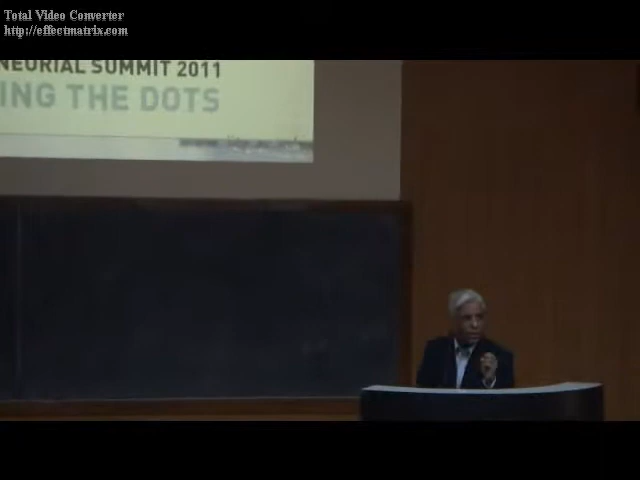 Total Video Converter
http://effectmatrix.com
NEURIAL SUMMIT 2011
ING THE DOTS